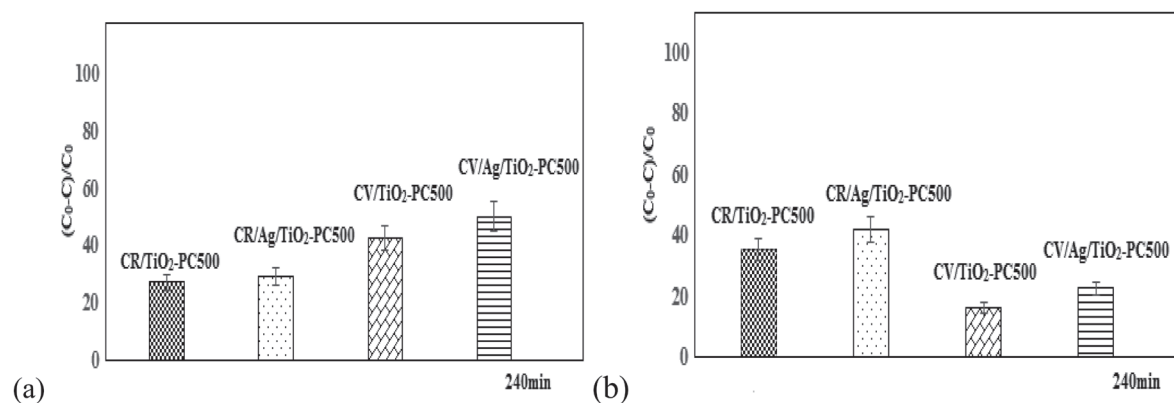 (C₀-C)/C₀
100
80
60
40
20
0
CR/TiO₂-PC500
CR/Ag/TiO₂-PC500
CV/TiO₂-PC500
CV/Ag/TiO₂-PC500
240min
(a)
(C₀-C)/C₀
100
80
60
40
20
0
CR/TiO₂-PC500
CR/Ag/TiO₂-PC500
CV/TiO₂-PC500
CV/Ag/TiO₂-PC500
240min
(b)